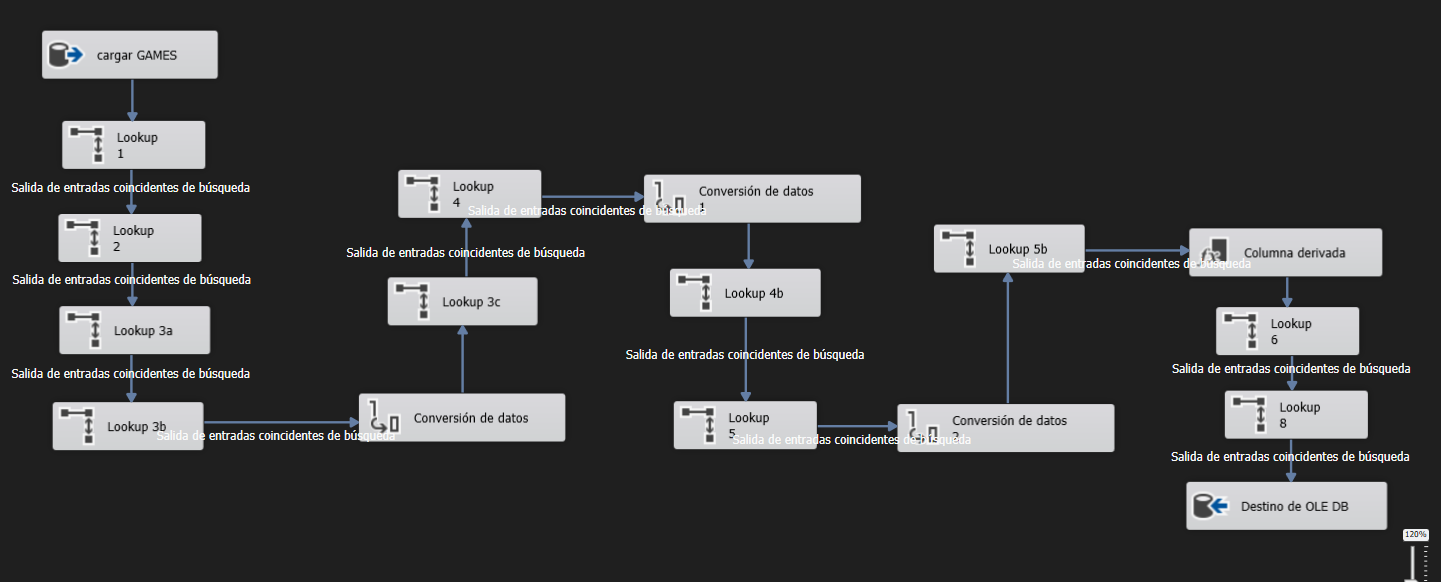 cargar GAMES
Lookup
1
Salida de entradas coincidentes de búsqueda
Lookup
2
Salida de entradas coincidentes de búsqueda
Lookup 3a
Salida de entradas coincidentes de búsqueda
Lookup 3b
Salida de entradas coincidentes de búsqueda
Conversión de datos
Lookup 3c
Salida de entradas coincidentes de búsqueda
Lookup
4
Salida de entradas coincidentes de búsqueda
Conversión de datos
1
Lookup 4b
Salida de entradas coincidentes de búsqueda
Lookup
5
Salida de entradas coincidentes de búsqueda
Conversión de datos
2
Lookup 5b
Salida de entradas coincidentes de búsqueda
Columna derivada
Lookup
6
Salida de entradas coincidentes de búsqueda
Lookup
8
Salida de entradas coincidentes de búsqueda
Destino de OLE DB
120%